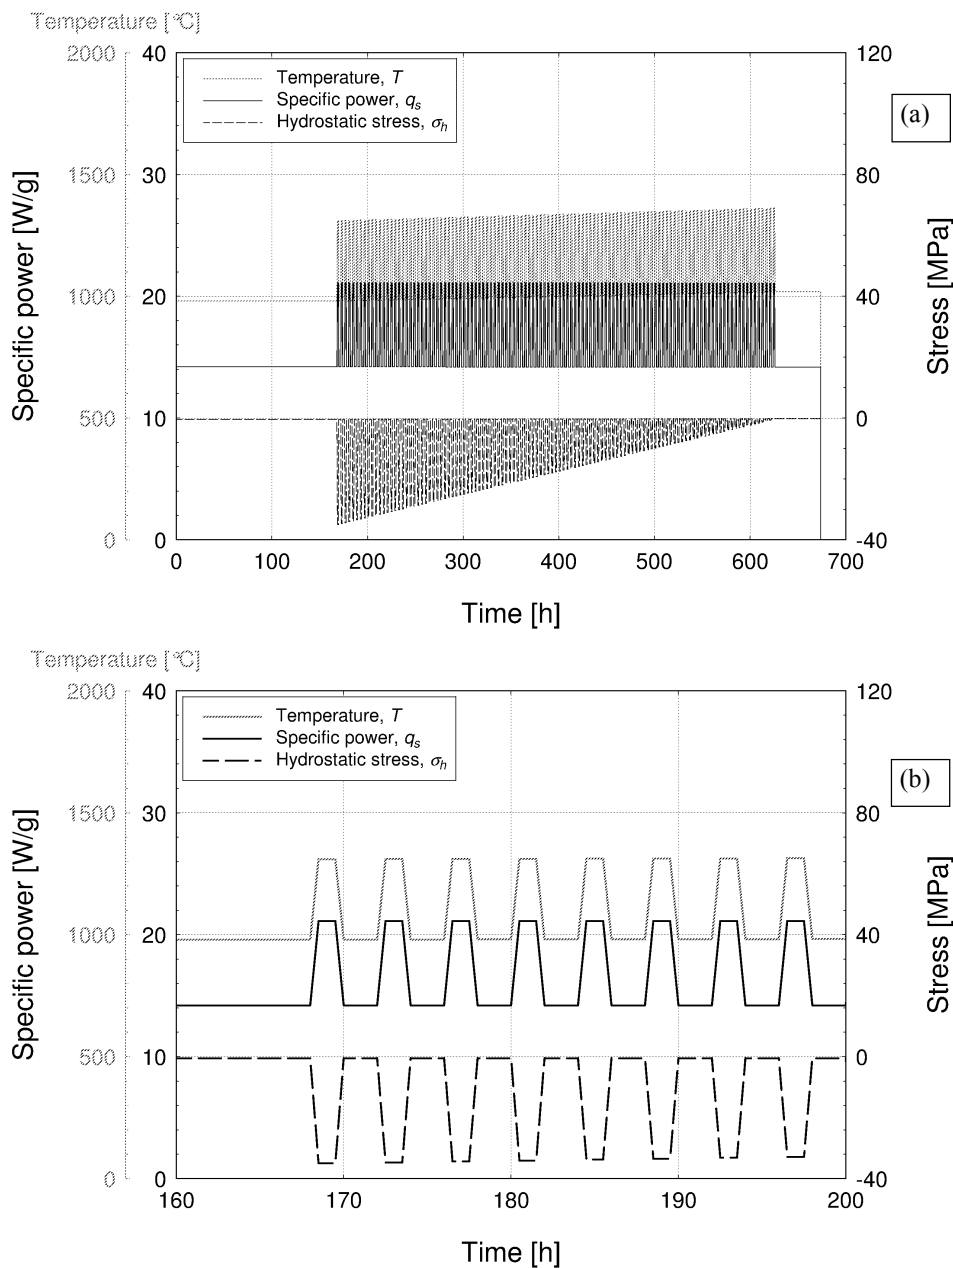 Temperature [°C]
2000 40 120
Temperature, T
Specific power, qs
Hydrostatic stress, σh
(a)
1500 30 80
1000 20 40
500 10 0
0 0 -40
Specific power [W/g]
Stress [MPa]
0 100 200 300 400 500 600 700
Time [h]
Temperature [°C]
2000 40 120
Temperature, T
Specific power, qs
Hydrostatic stress, σh
(b)
1500 30 80
1000 20 40
500 10 0
0 0 -40
Specific power [W/g]
Stress [MPa]
160 170 180 190 200
Time [h]